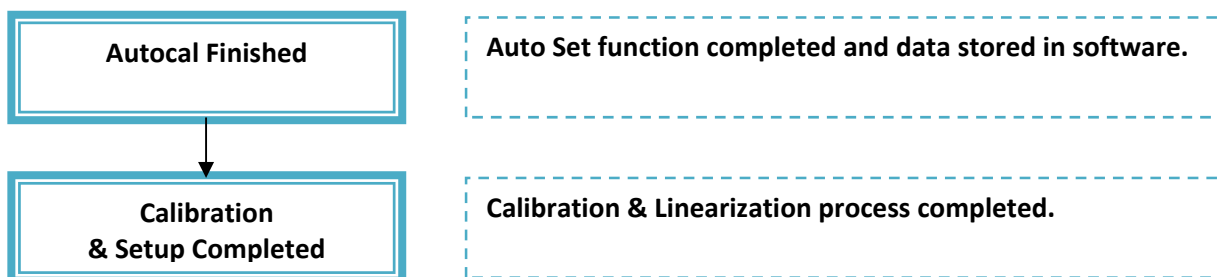 Autocal Finished
Auto Set function completed and data stored in software.
Calibration
& Setup Completed
Calibration & Linearization process completed.